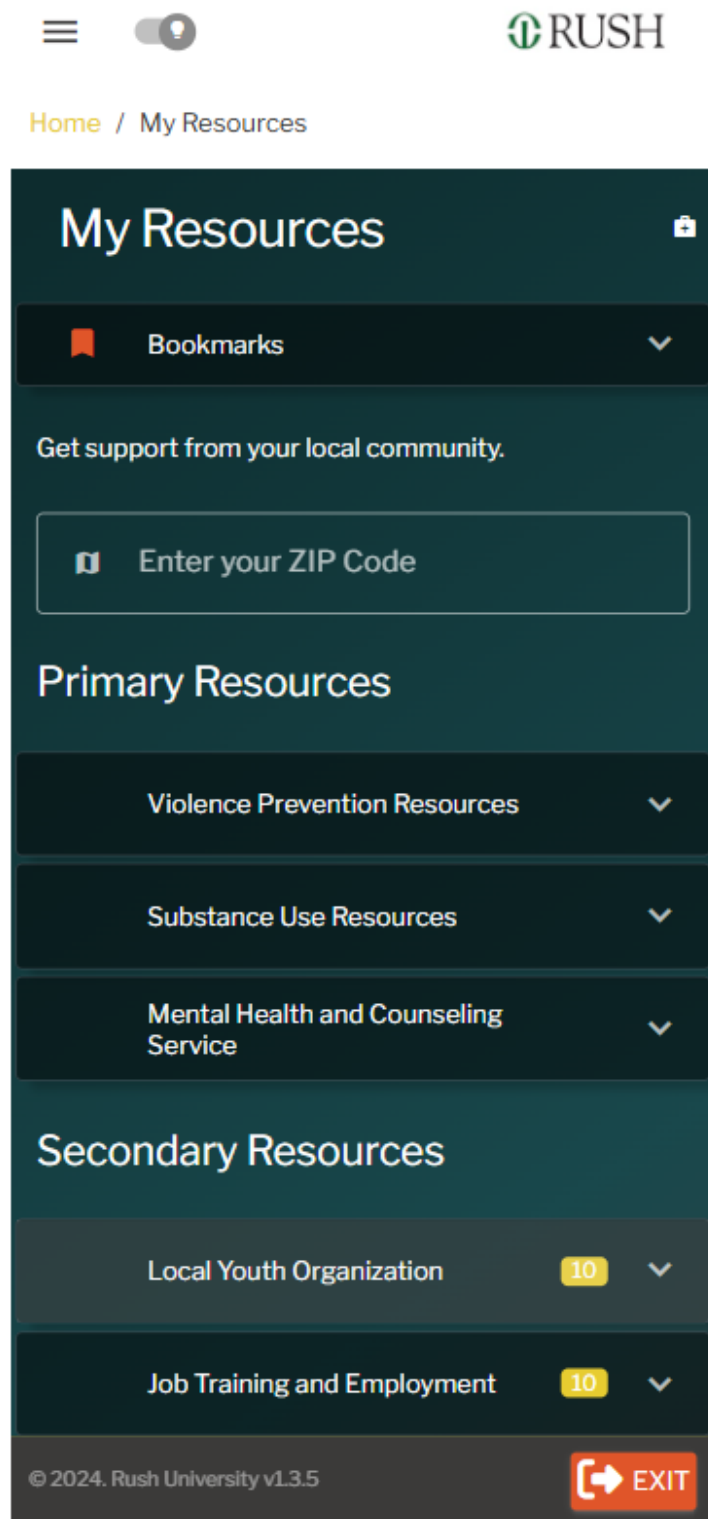 RUSH
Home / My Resources
My Resources
Bookmarks
Get support from your local community.
Enter your ZIP Code
Primary Resources
Violence Prevention Resources
Substance Use Resources
Mental Health and Counseling
Service
Secondary Resources
Local Youth Organization 10
Job Training and Employment 10
© 2024. Rush University v1.3.5 EXIT